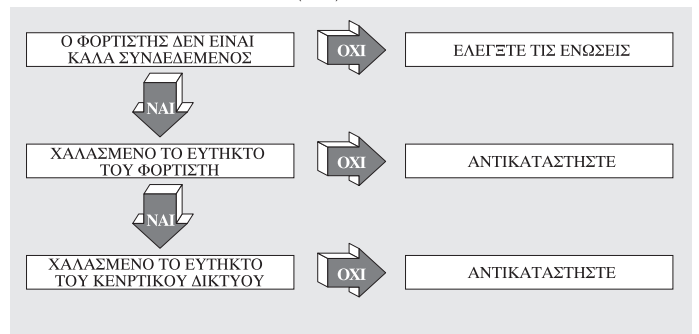 Ο ΦΟΡΤΙΣΤΗΣ ΔΕΝ ΕΙΝΑΙ
ΚΑΛΑ ΣΥΝΔΕΔΕΜΕΝΟΣ
ΟΧΙ
ΕΛΕΓΞΤΕ ΤΙΣ ΕΝΩΣΕΙΣ
ΝΑΙ
ΧΑΛΑΣΜΕΝΟ ΤΟ ΕΥΤΗΚΤΟ
ΤΟΥ ΦΟΡΤΙΣΤΗ
ΟΧΙ
ΑΝΤΙΚΑΤΑΣΤΗΣΤΕ
ΝΑΙ
ΧΑΛΑΣΜΕΝΟ ΤΟ ΕΥΤΗΚΤΟ
ΤΟΥ ΚΕΝΡΤΙΚΟΥ ΔΙΚΤΥΟΥ
ΟΧΙ
ΑΝΤΙΚΑΤΑΣΤΗΣΤΕ